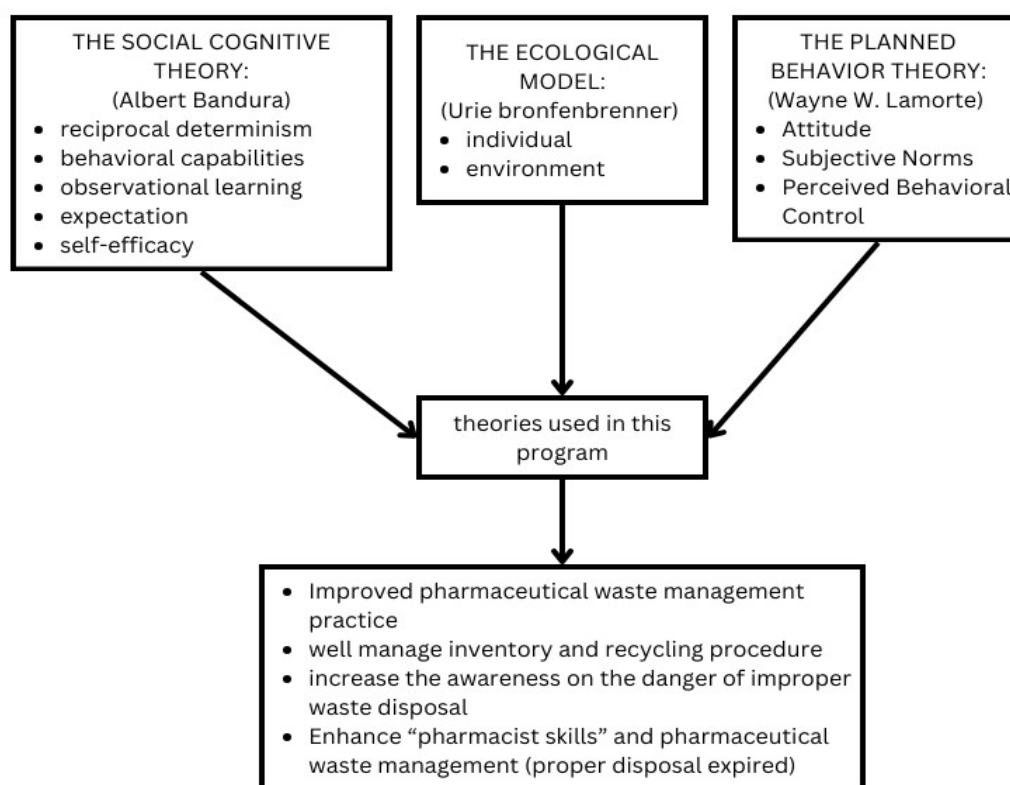 THE SOCIAL COGNITIVE
THEORY:
(Albert Bandura)
• reciprocal determinism
• behavioral capabilities
• observational learning
• expectation
• self-efficacy
THE ECOLOGICAL
MODEL:
(Urie bronfenbrenner)
• individual
• environment
THE PLANNED
BEHAVIOR THEORY:
(Wayne W. Lamorte)
• Attitude
• Subjective Norms
• Perceived Behavioral
Control
theories used in this
program
• Improved pharmaceutical waste management
practice
• well manage inventory and recycling procedure
• increase the awareness on the danger of improper
waste disposal
• Enhance “pharmacist skills” and pharmaceutical
waste management (proper disposal expired)